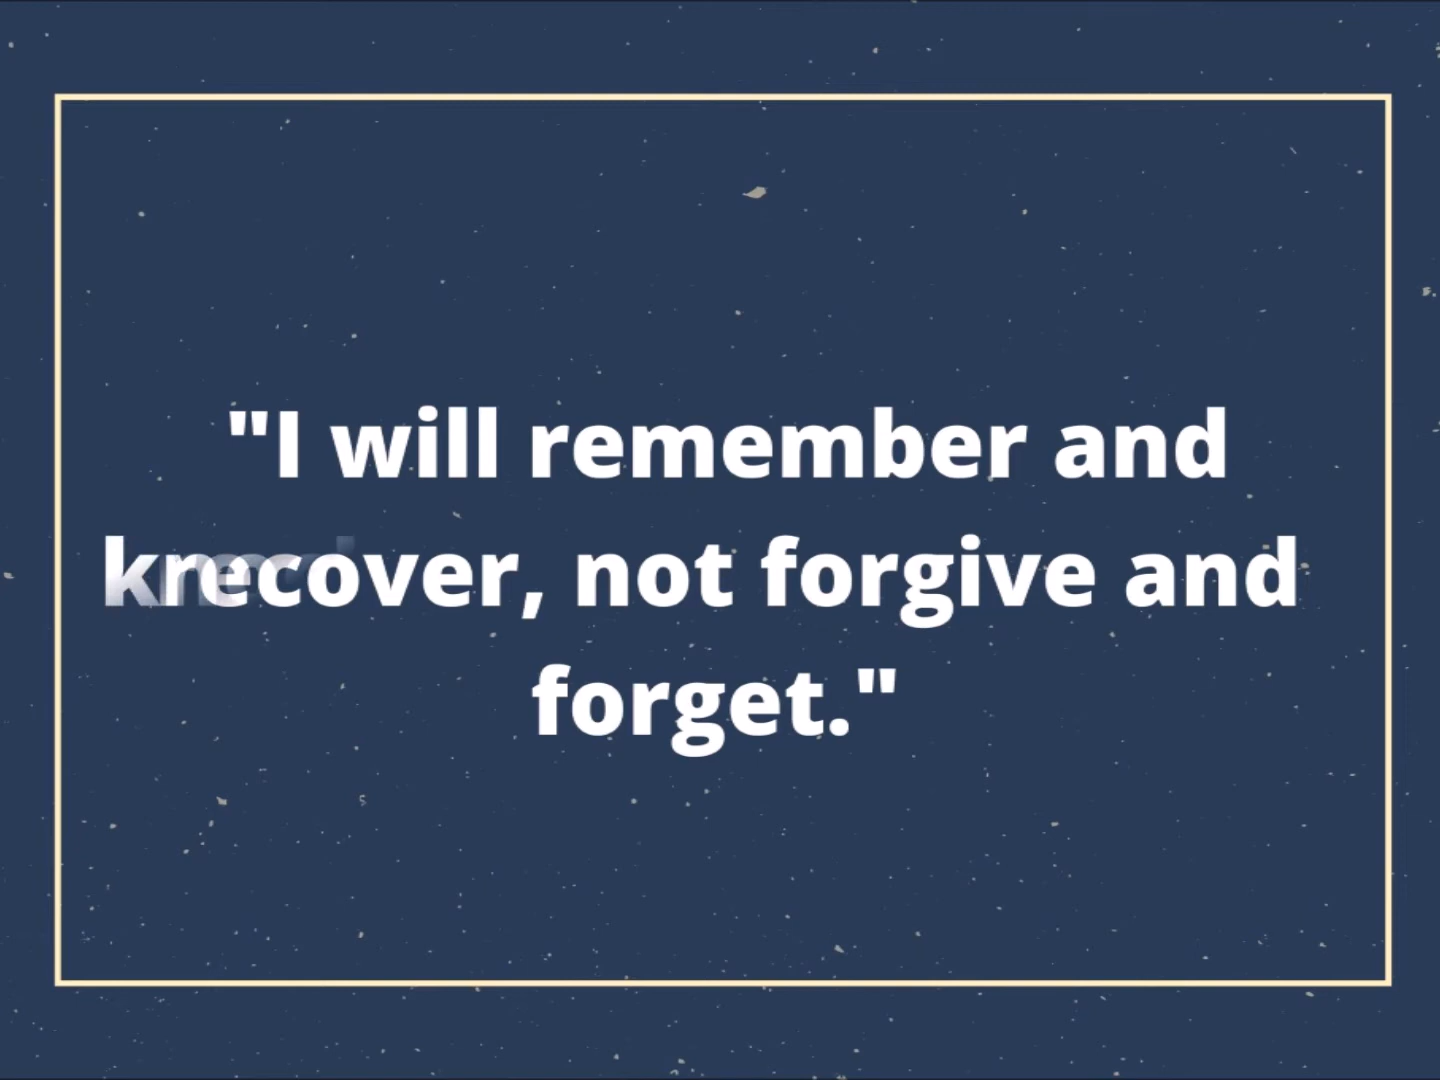 "I will remember and
recover, not forgive and
forget."